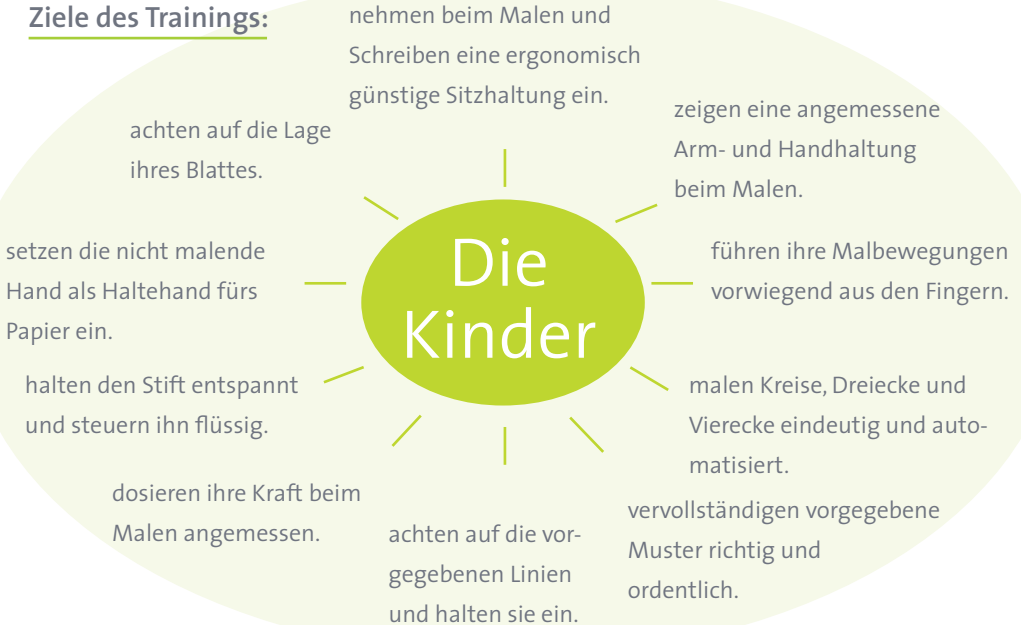 Ziele des Trainings:
nehmen beim Malen und
Schreiben eine ergonomisch
günstige Sitzhaltung ein.
zeigen eine angemessene
Arm- und Handhaltung
beim Malen.
achten auf die Lage
ihres Blattes.
Die
Kinder
führen ihre Malbewegungen
vorwiegend aus den Fingern.
setzen die nicht malende
Hand als Haltehand fürs
Papier ein.
halten den Stift entspannt
und steuern ihn flüssig.
malen Kreise, Dreiecke und
Vierecke eindeutig und auto-
matisiert.
dosieren ihre Kraft beim
Malen angemessen.
achten auf die vor-
gegebenen Linien
und halten sie ein.
vervollständigen vorgegebene
Muster richtig und
ordentlich.